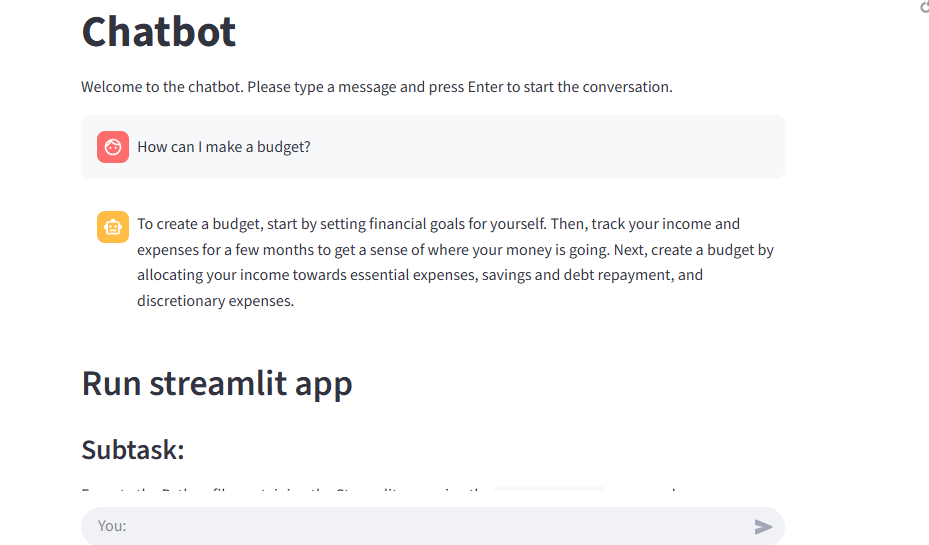 Chatbot
Welcome to the chatbot. Please type a message and press Enter to start the conversation.
How can I make a budget?
To create a budget, start by setting financial goals for yourself. Then, track your income and
expenses for a few months to get a sense of where your money is going. Next, create a budget by
allocating your income towards essential expenses, savings and debt repayment, and
discretionary expenses.
Run streamlit app
Subtask:
You: